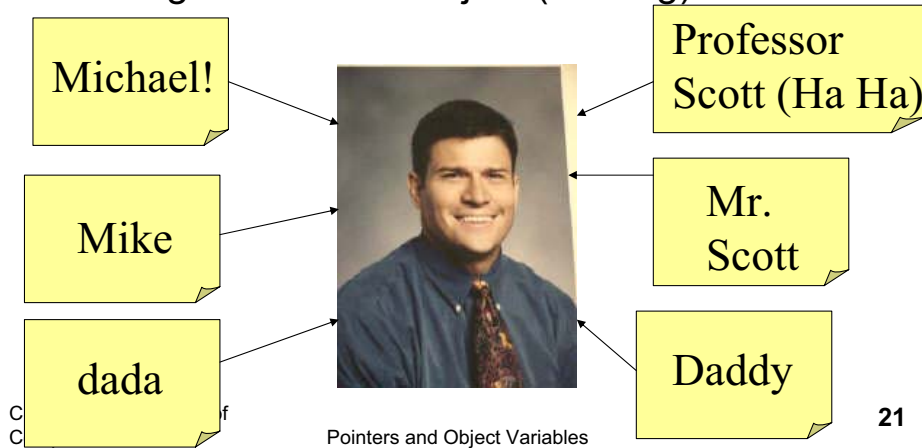 Michael!
Professor
Scott (Ha Ha)
Mike
Mr.
Scott
dada
Daddy
Pointers and Object Variables
21